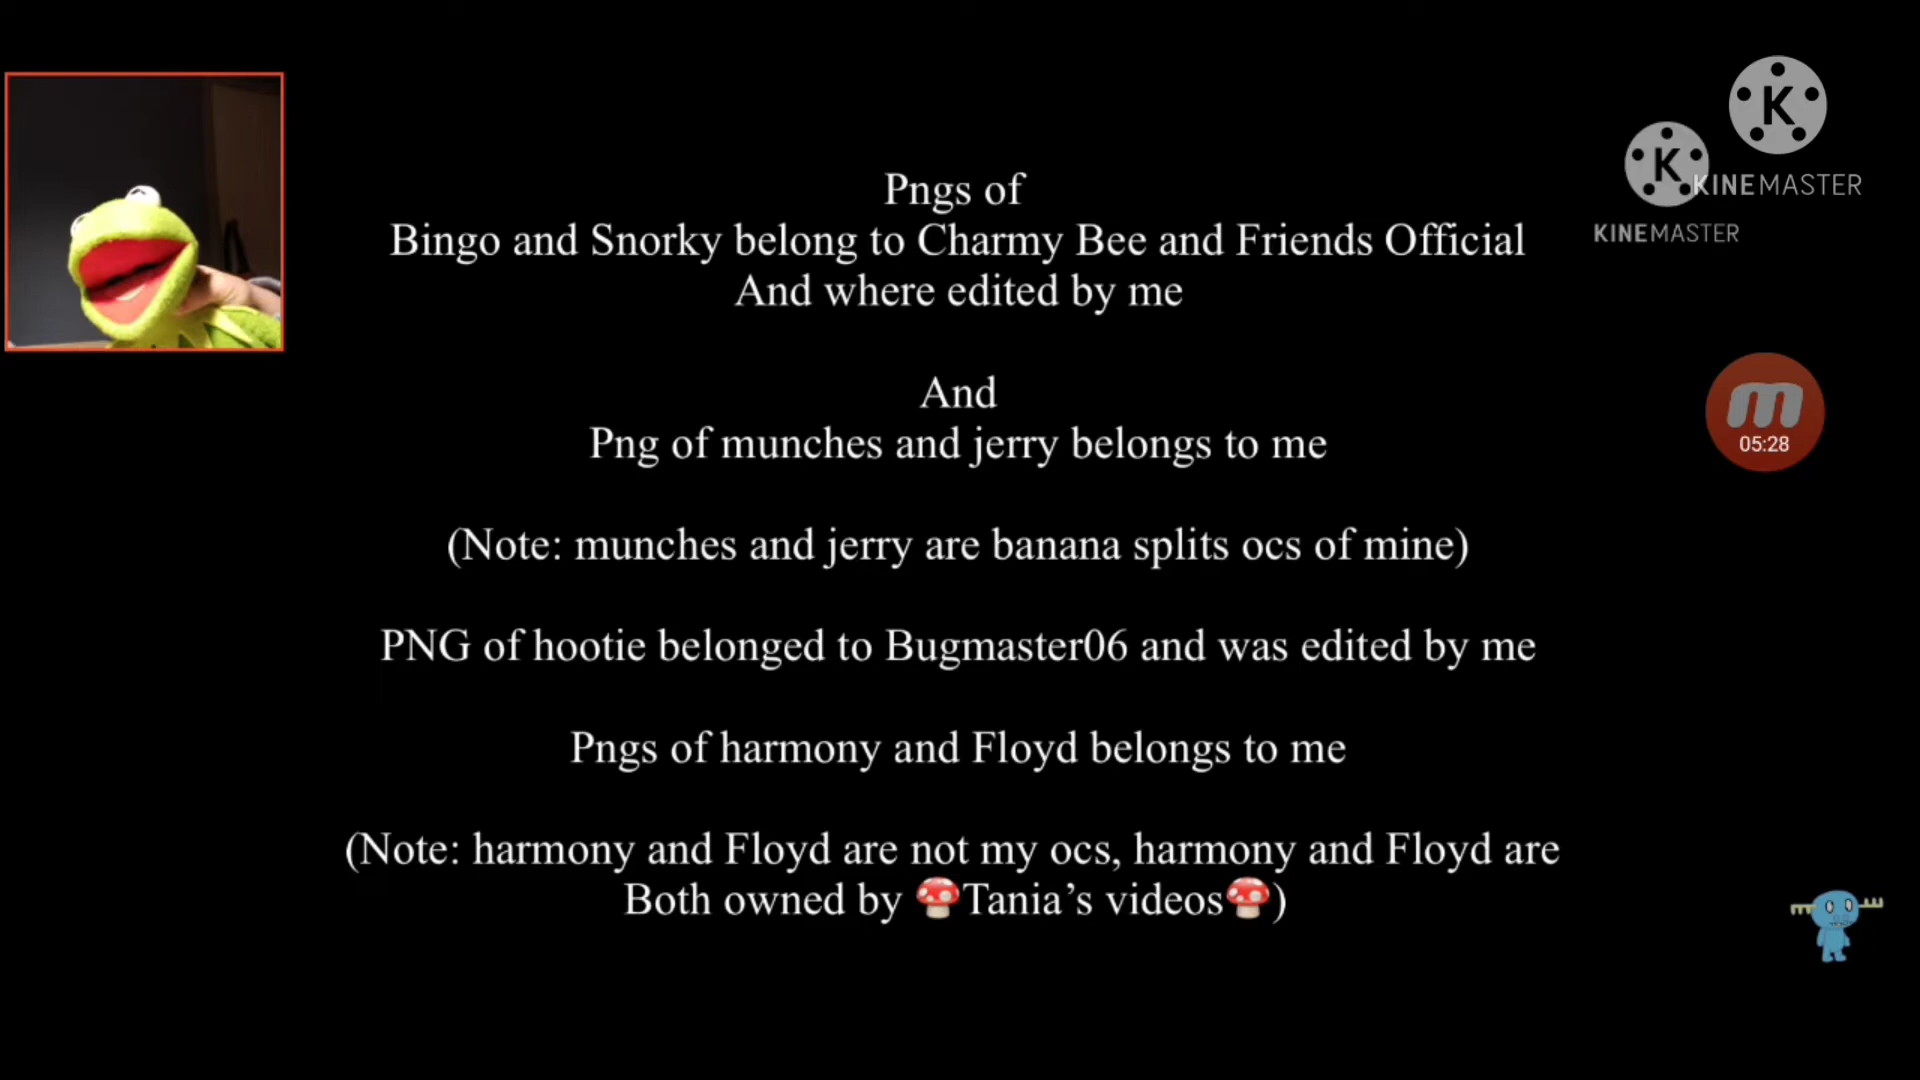 Pngs of
Bingo and Snorky belong to Charmy Bee and Friends Official
And where edited by me
And
Png of munches and jerry belongs to me
(Note: munches and jerry are banana splits ocs of mine)
PNG of hootie belonged to Bugmaster06 and was edited by me
Pngs of harmony and Floyd belongs to me
(Note: harmony and Floyd are not my ocs, harmony and Floyd are
Both owned by 🍄Tania’s videos🍄)
K
KINEMASTER
K
KINEMASTER
m
05:28